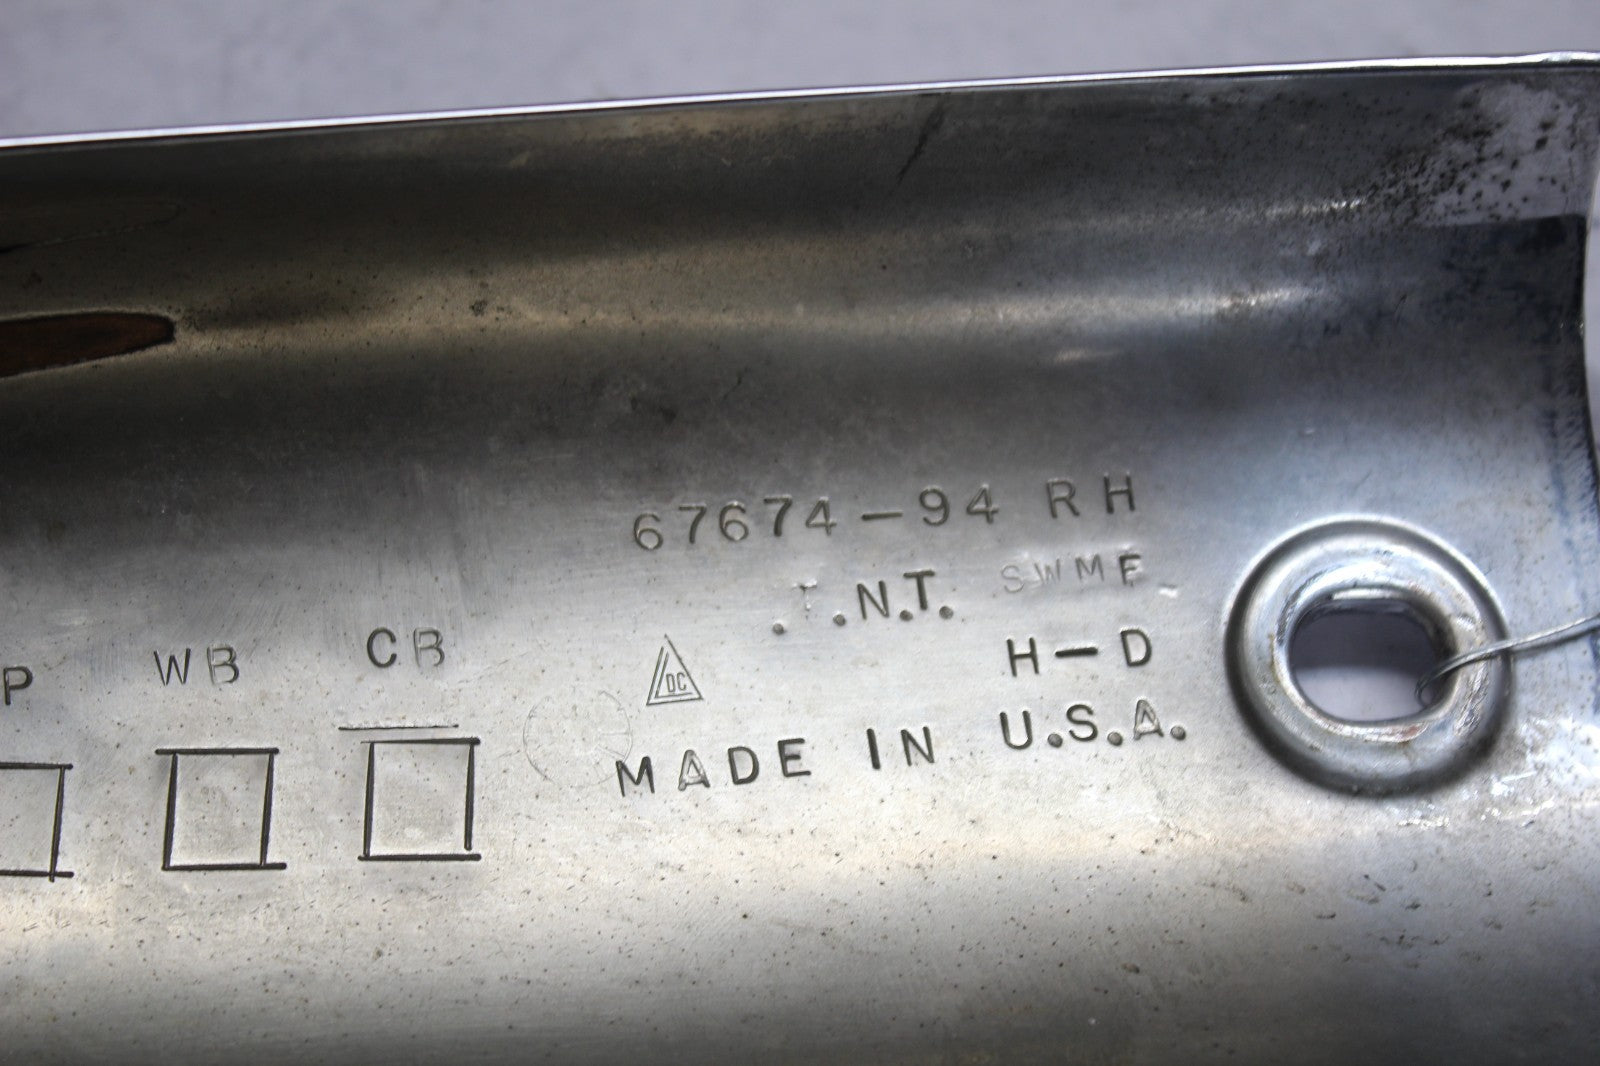 67674-94 RH
.T.N.T. SWMF
P WB CB
DC
H-D
MADE IN U.S.A.